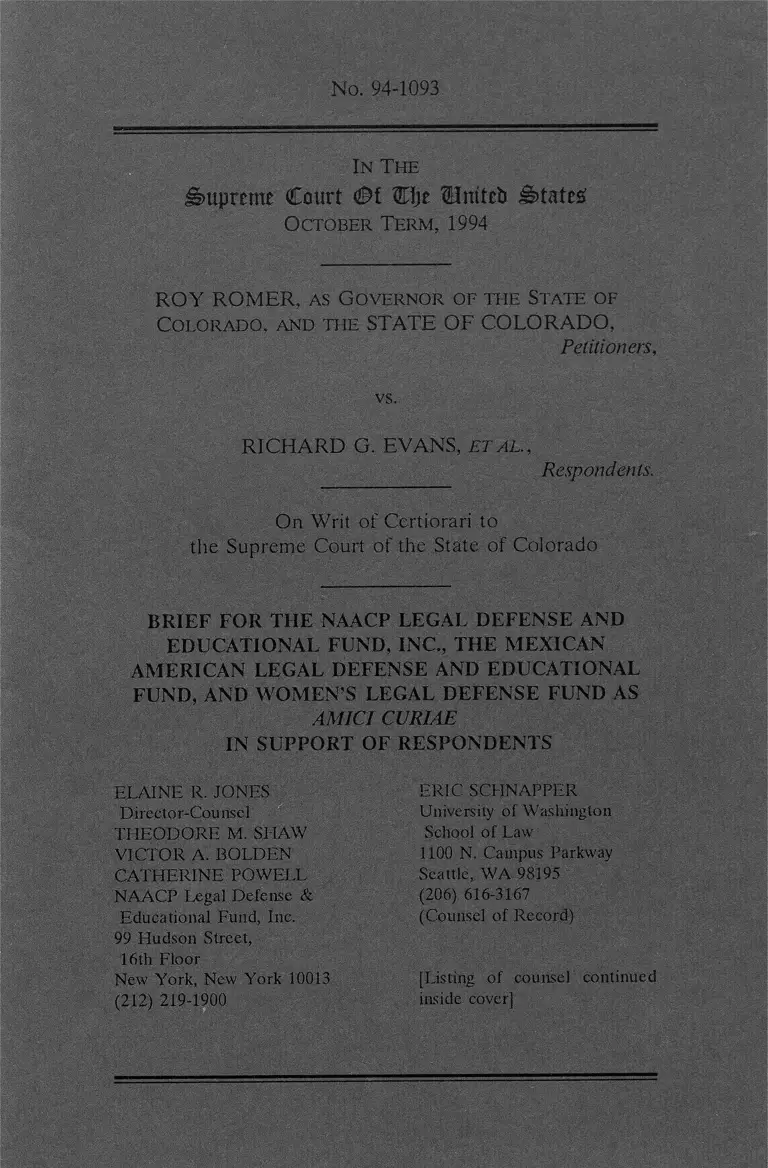 No. 94-1093
IN THE
Supreme Court Of The United States
OCTOBER TERM, 1994
ROY ROMER, AS GOVERNOR OF THE STATE OF
COLORADO, AND THE STATE OF COLORADO,
Petitioners,
vs.
RICHARD G. EVANS, ET AL.,
Respondents.
On Writ of Certiorari to
the Supreme Court of the State of Colorado
BRIEF FOR THE NAACP LEGAL DEFENSE AND
EDUCATIONAL FUND, INC., THE MEXICAN
AMERICAN LEGAL DEFENSE AND EDUCATIONAL
FUND, AND WOMEN'S LEGAL DEFENSE FUND AS
AMICI CURIAE
IN SUPPORT OF RESPONDENTS
ELAINE R. JONES
Director-Counsel
THEODORE M. SHAW
VICTOR A. BOLDEN
CATHERINE POWELL
NAACP Legal Defense &
Educational Fund, Inc.
99 Hudson Street,
16th Floor
New York, New York 10013
(212) 219-1900
ERIC SCHNAPPER
University of Washington
School of Law
1100 N. Campus Parkway
Seattle, WA 98195
(206) 616-3167
(Counsel of Record)
[Listing of counsel continued
inside cover]